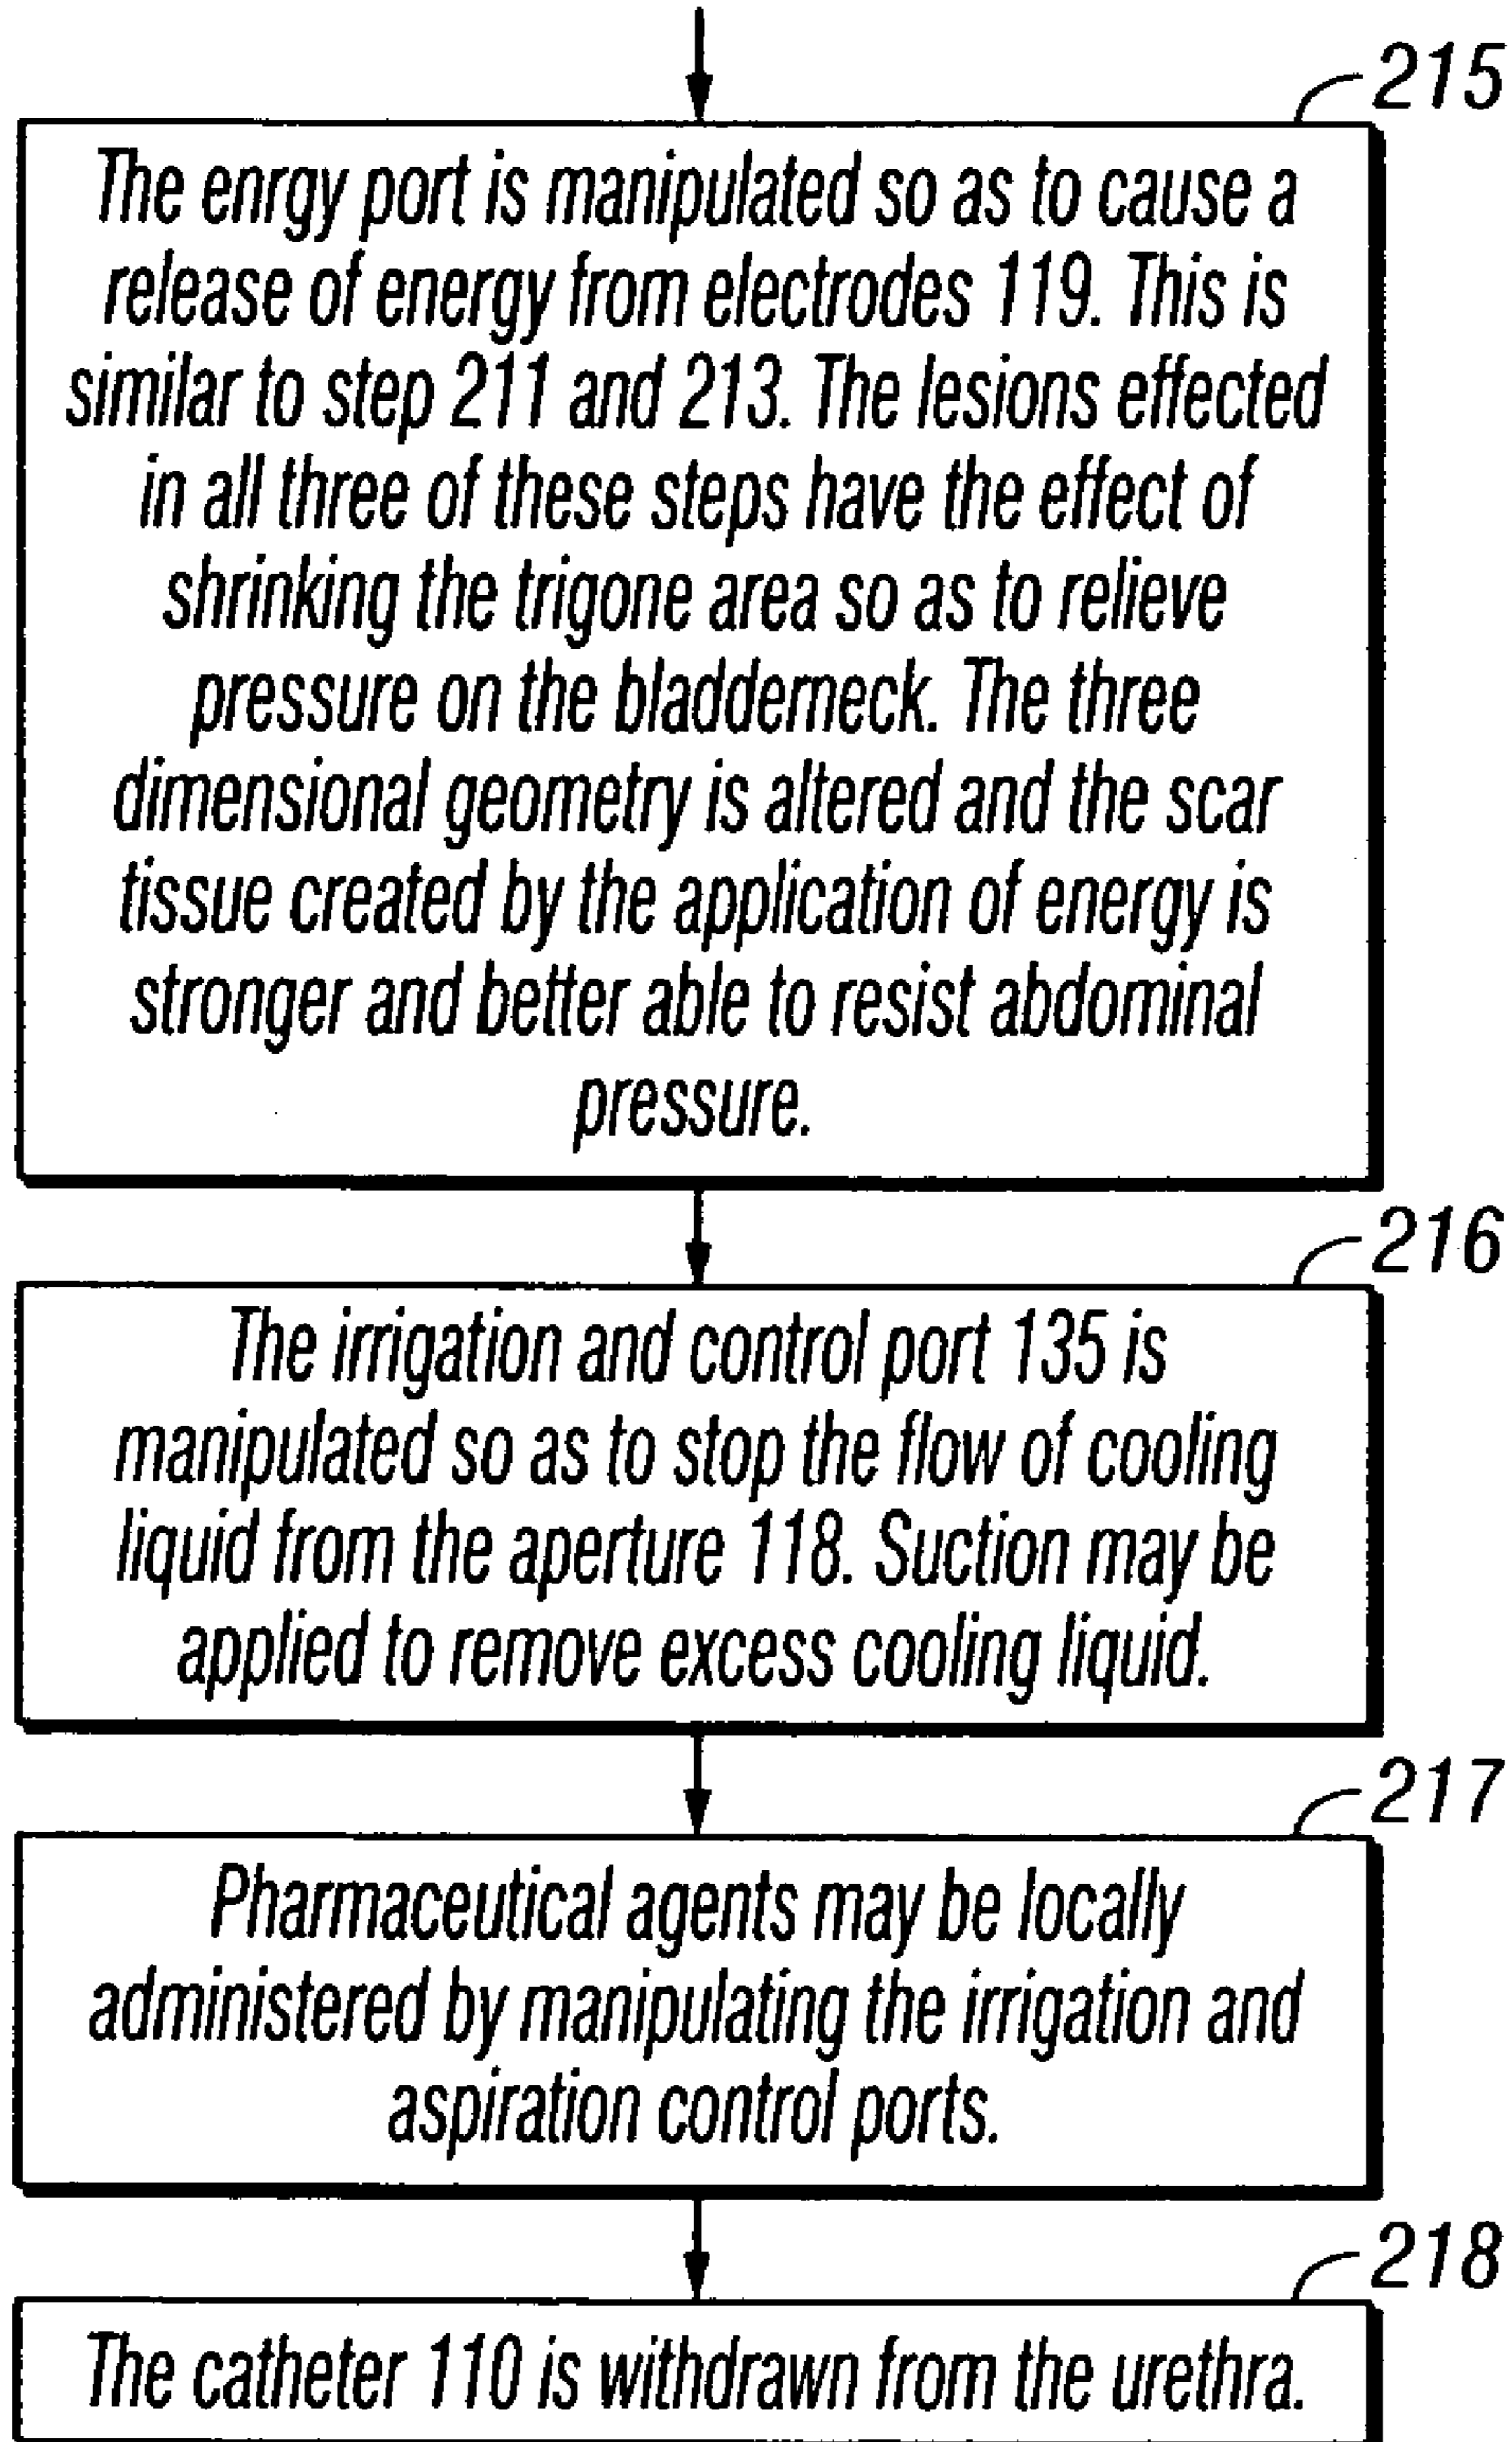 215
The enrgy port is manipulated so as to cause a
release of energy from electrodes 119. This is
similar to step 211 and 213. The lesions effected
in all three of these steps have the effect of
shrinking the trigone area so as to relieve
pressure on the bladderneck. The three
dimensional geometry is altered and the scar
tissue created by the application of energy is
stronger and better able to resist abdominal
pressure.
216
The irrigation and control port 135 is
manipulated so as to stop the flow of cooling
liquid from the aperture 118. Suction may be
applied to remove excess cooling liquid.
217
Pharmaceutical agents may be locally
administered by manipulating the irrigation and
aspiration control ports.
218
The catheter 110 is withdrawn from the urethra.